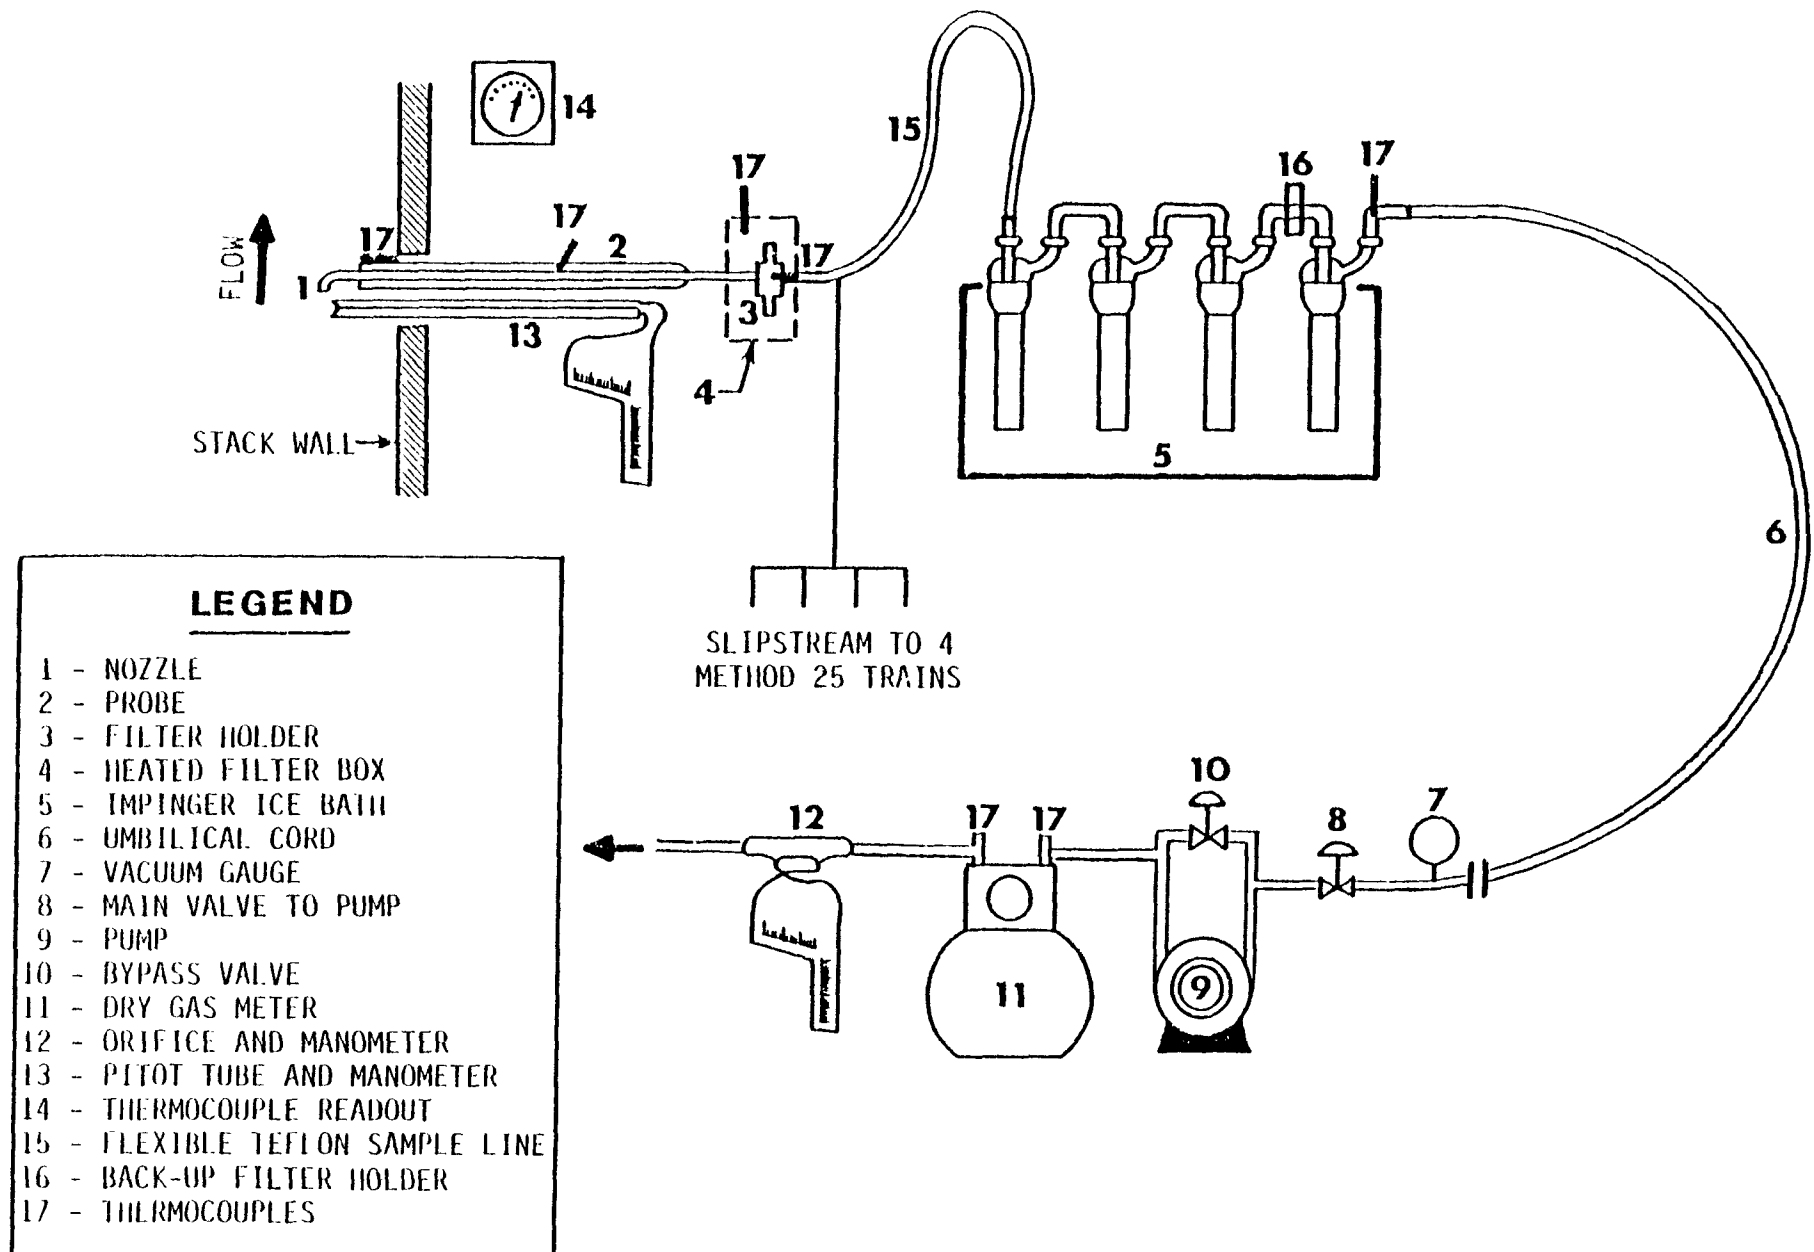 14
15
17
16
17
17
17
2
17
FLOW
1
3
13
4
STACK WALL
5
6
SLIPSTREAM TO 4
METHOD 25 TRAINS
LEGEND
1 - NOZZLE
2 - PROBE
3 - FILTER HOLDER
4 - HEATED FILTER BOX
5 - IMPINGER ICE BATH
6 - UMBILICAL CORD
7 - VACUUM GAUGE
8 - MAIN VALVE TO PUMP
9 - PUMP
10 - BYPASS VALVE
11 - DRY GAS METER
12 - ORIFICE AND MANOMETER
13 - PITOT TUBE AND MANOMETER
14 - THERMOCOUPLE READOUT
15 - FLEXIBLE TEFLON SAMPLE LINE
16 - BACK-UP FILTER HOLDER
17 - THERMOCOUPLES
10
7
12
17
17
8
9
11